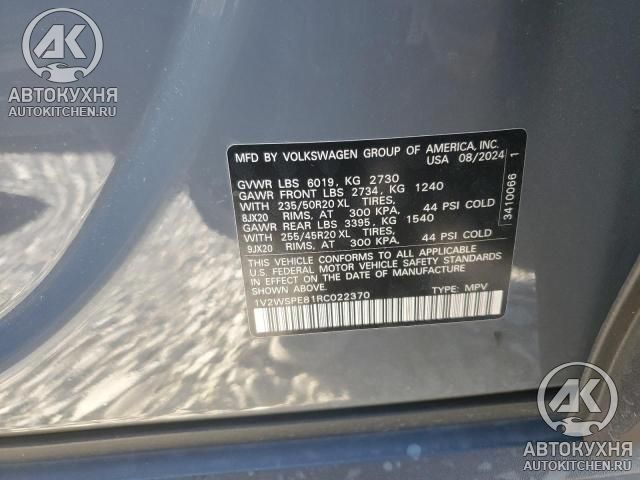 АК
АВТОКУХНЯ
AUTOKITCHEN.RU
MFD BY VOLKSWAGEN GROUP OF AMERICA, INC.
USA 08/2024
GVWR LBS 6019, KG 2730
GAWR FRONT LBS 2734, KG 1240
WITH 235/50R20 XL TIRES,
8JX20 RIMS, AT 300 KPA, 44 PSI COLD
GAWR REAR LBS 3395, KG 1540
WITH 255/45R20 XL TIRES,
9JX20 RIMS, AT 300 KPA, 44 PSI COLD
THIS VEHICLE CONFORMS TO ALL APPLICABLE
U.S. FEDERAL MOTOR VEHICLE SAFETY STANDARDS
IN EFFECT ON THE DATE OF MANUFACTURE
SHOWN ABOVE.
1V2WSPE81RC022370 TYPE: MPV
3410066 1
АК
АВТОКУХНЯ
AUTOKITCHEN.RU